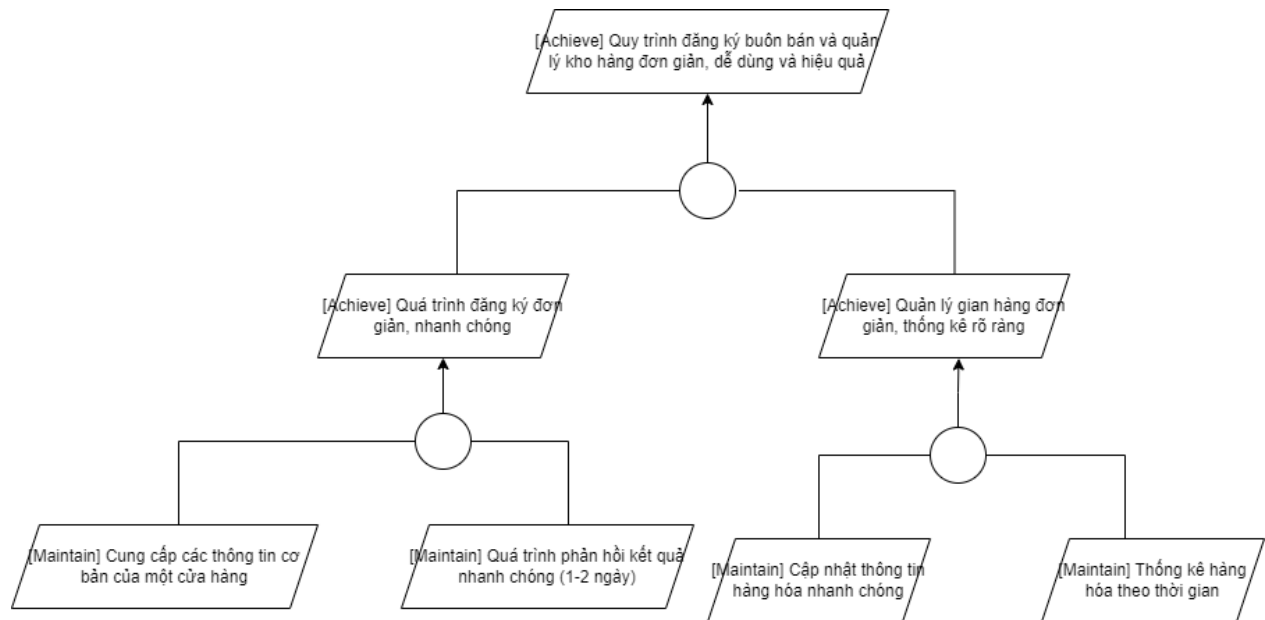 [Achieve] Quy trình đăng ký buôn bán và quản
lý kho hàng đơn giản, dễ dùng và hiệu quả
[Achieve] Quá trình đăng ký đơn
giản, nhanh chóng
[Achieve] Quản lý gian hàng đơn
giản, thống kê rõ ràng
[Maintain] Cung cấp các thông tin cơ
bản của một cửa hàng
[Maintain] Quá trình phản hồi kết quả
nhanh chóng (1-2 ngày)
[Maintain] Cập nhật thông tin
hàng hóa nhanh chóng
[Maintain] Thống kê hàng
hóa theo thời gian